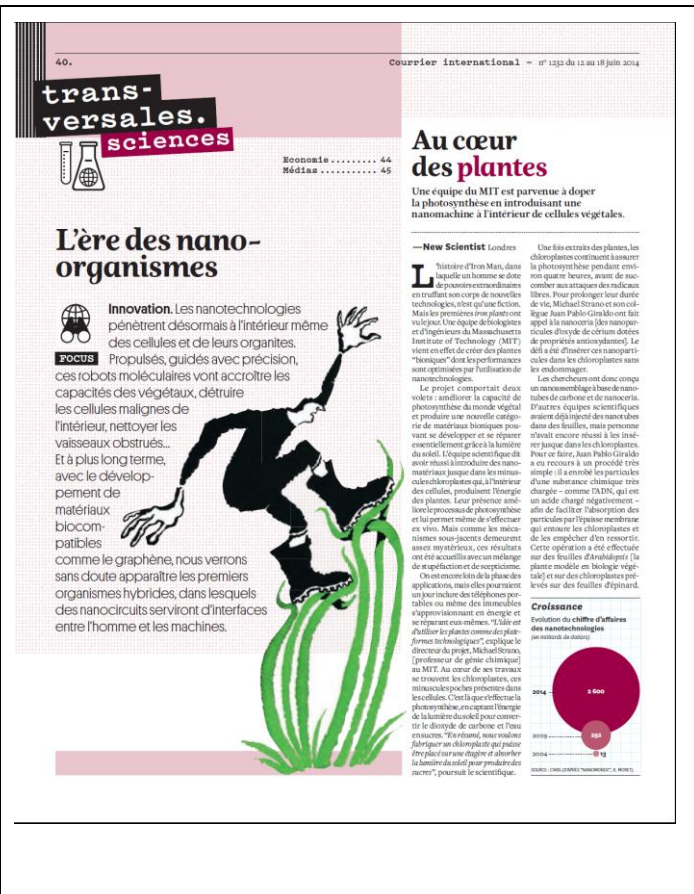 40.
Courrier international — n° 1232 du 12 au 18 juin 2014
trans-
versales.
sciences
Economie......... 44
Médias ........... 45
L'ère des nano-
organismes
Innovation. Les nanotechnologies
pénètrent désormais à l'intérieur même
des cellules et de leurs organites.
FOCUS Propulsés, guidés avec précision,
ces robots moléculaires vont accroître les
capacités des végétaux, détruire
les cellules malignes de
l'intérieur, nettoyer les
vaisseaux obstrués...
Et à plus long terme,
avec le dévelop-
pement de
matériaux
biocom-
patibles
comme le graphène, nous verrons
sans doute apparaître les premiers
organismes hybrides, dans lesquels
des nanocircuits serviront d'interfaces
entre l'homme et les machines.
Au cœur
des plantes
Une équipe du MIT est parvenue à doper
la photosynthèse en introduisant une
nanomachine à l'intérieur de cellules végétales.
—New Scientist Londres
L'histoire d'Iron Man, dans
laquelle un homme se dote
de pouvoirs extraordinaires
en truffant son corps de nouvelles
technologies, n'est qu'une fiction.
Mais les premières iron plants ont
vu le jour. Une équipe de biologistes
et d'ingénieurs du Massachusetts
Institute of Technology (MIT)
vient en effet de créer des plantes
"bioniques" dont les performances
sont optimisées par l'utilisation de
nanotechnologies.
Le projet comportait deux
volets : améliorer la capacité de
photosynthèse du monde végétal
et produire une nouvelle catégo-
rie de matériaux bioniques pou-
vant se développer et se réparer
essentiellement grâce à la lumière
du soleil. L'équipe scientifique dit
avoir réussi à introduire des nano-
matériaux jusque dans les minus-
cules chloroplastes qui, à l'intérieur
des cellules, produisent l'énergie
des plantes. Leur présence amé-
liore le processus de photosynthèse
et lui permet même de s'effectuer
ex vivo. Mais comme les méca-
nismes sous-jacents demeurent
assez mystérieux, ces résultats
ont été accueillis avec un mélange
de stupéfaction et de scepticisme.
On est encore loin de la phase des
applications, mais elles pourraient
un jour inclure des téléphones por-
tables ou même des immeubles
s'approvisionnant en énergie et
se réparant eux-mêmes. "L'idée est
d'utiliser les plantes comme des plate-
formes technologiques", explique le
directeur du projet, Michael Strano,
[professeur de génie chimique]
au MIT. Au cœur de ses travaux
se trouvent les chloroplastes, ces
minuscules poches présentes dans
les cellules. C'est là que s'effectue la
photosynthèse, en captant l'énergie
de la lumière du soleil pour conver-
tir le dioxyde de carbone et l'eau
en sucres. "En résumé, nous voulons
fabriquer un chloroplaste qui puisse
être placé sur une étagère et absorber
la lumière du soleil pour produire des
sucres", poursuit le scientifique.
Une fois extraits des plantes, les
chloroplastes continuent à assurer
la photosynthèse pendant envi-
ron quatre heures, avant de suc-
comber aux attaques des radicaux
libres. Pour prolonger leur durée
de vie, Michael Strano et son col-
lègue Juan Pablo Giraldo ont fait
appel à la nanoceria [des nanopar-
ticules d'oxyde de cérium dotées
de propriétés antioxydantes]. Le
défi a été d'insérer ces nanoparti-
cules dans les chloroplastes sans
les endommager.
Les chercheurs ont donc conçu
un nanoassemblage à base de nano-
tubes de carbone et de nanoceria.
D'autres équipes scientifiques
avaient déjà injecté des nanotubes
dans des feuilles, mais personne
n'avait encore réussi à les insé-
rer jusque dans les chloroplastes.
Pour ce faire, Juan Pablo Giraldo
a eu recours à un procédé très
simple : il a enrobé les particules
d'une substance chimique très
chargée – comme l'ADN, qui est
un acide chargé négativement –
afin de faciliter l'absorption des
particules par l'épaisse membrane
qui entoure les chloroplastes et
de les empêcher d'en ressortir.
Cette opération a été effectuée
sur des feuilles d'Arabidopsis [la
plante modèle en biologie végé-
tale] et sur des chloroplastes pré-
levés sur des feuilles d'épinard.
Croissance
Evolution du chiffre d'affaires
des nanotechnologies
(en milliards de dollars)
2014
2 600
2009
292
2004
13
SOURCE : CNRS (D'APRÈS "NANOMONDE", R. MORET)